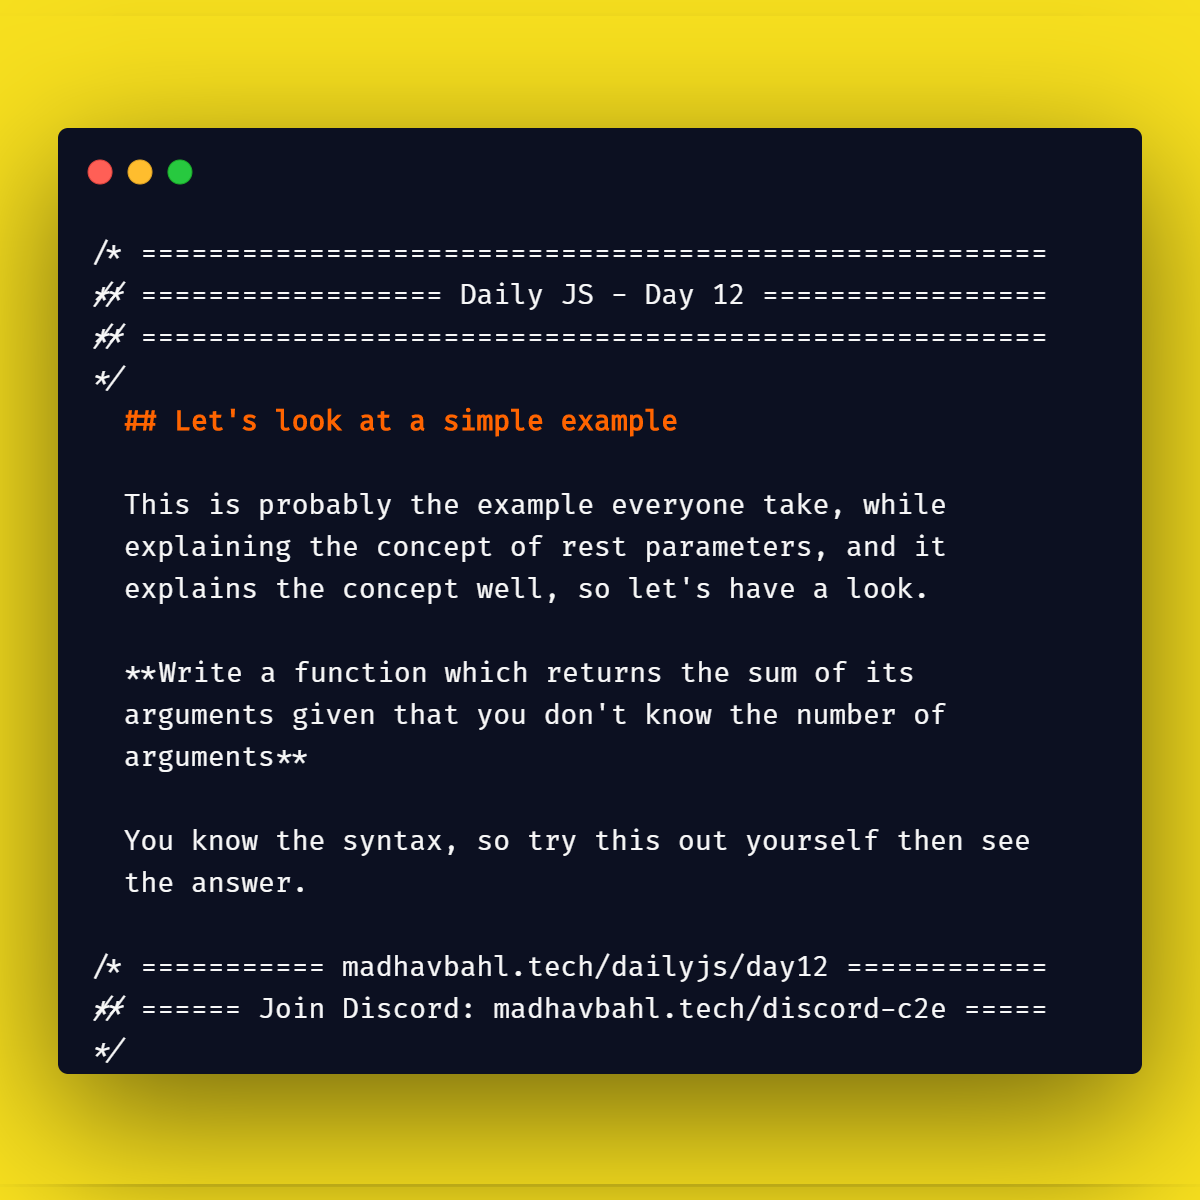 /* ======================================================
*/* ================== Daily JS - Day 12 =================
*/* ======================================================
*/
## Let's look at a simple example
This is probably the example everyone take, while
explaining the concept of rest parameters, and it
explains the concept well, so let's have a look.
**Write a function which returns the sum of its
arguments given that you don't know the number of
arguments**
You know the syntax, so try this out yourself then see
the answer.
/* =========== madhavbahl.tech/dailyjs/day12 ============
*/* ====== Join Discord: madhavbahl.tech/discord-c2e =====
*/